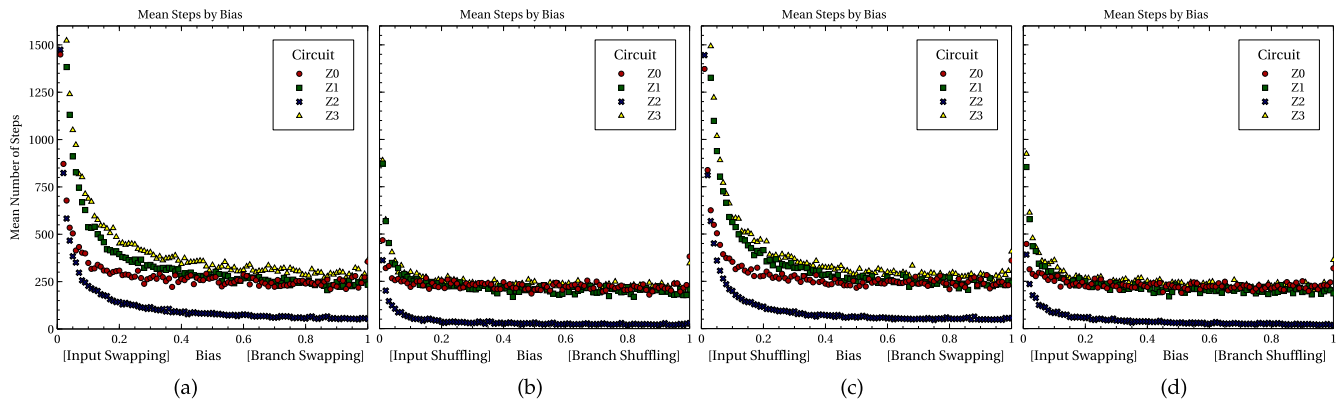 Mean Steps by Bias
Mean Number of Steps
1500
1250
1000
750
500
250
0
Circuit
Z0
Z1
Z2
Z3
0 0.2 0.4 0.6 0.8 1
[Input Swapping] Bias [Branch Swapping]
(a)
Mean Steps by Bias
Circuit
Z0
Z1
Z2
Z3
0 0.2 0.4 0.6 0.8 1
[Input Shuffling] Bias [Branch Shuffling]
(b)
Mean Steps by Bias
Circuit
Z0
Z1
Z2
Z3
0 0.2 0.4 0.6 0.8 1
[Input Shuffling] Bias [Branch Swapping]
(c)
Mean Steps by Bias
Circuit
Z0
Z1
Z2
Z3
0 0.2 0.4 0.6 0.8 1
[Input Swapping] Bias [Branch Shuffling]
(d)